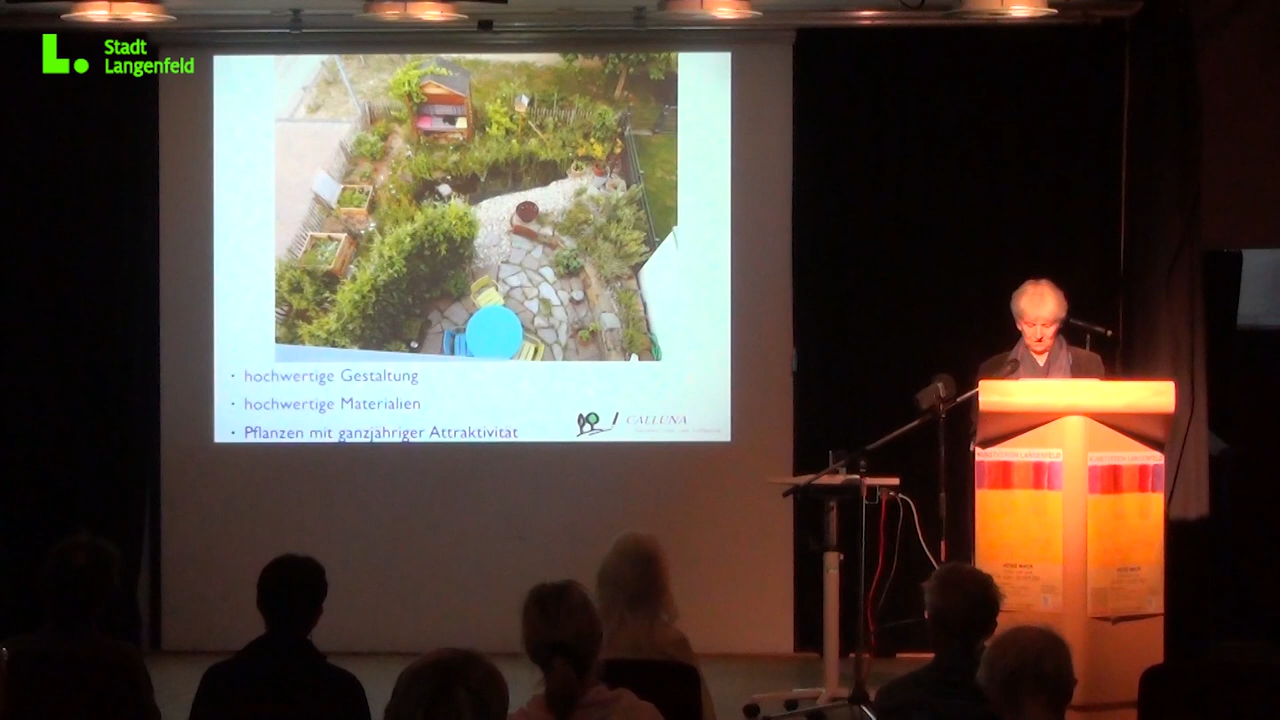 Stadt
Langenfeld
• hochwertige Gestaltung
• hochwertige Materialien
• Pflanzen mit ganzjähriger Attraktivität
CALLUNA